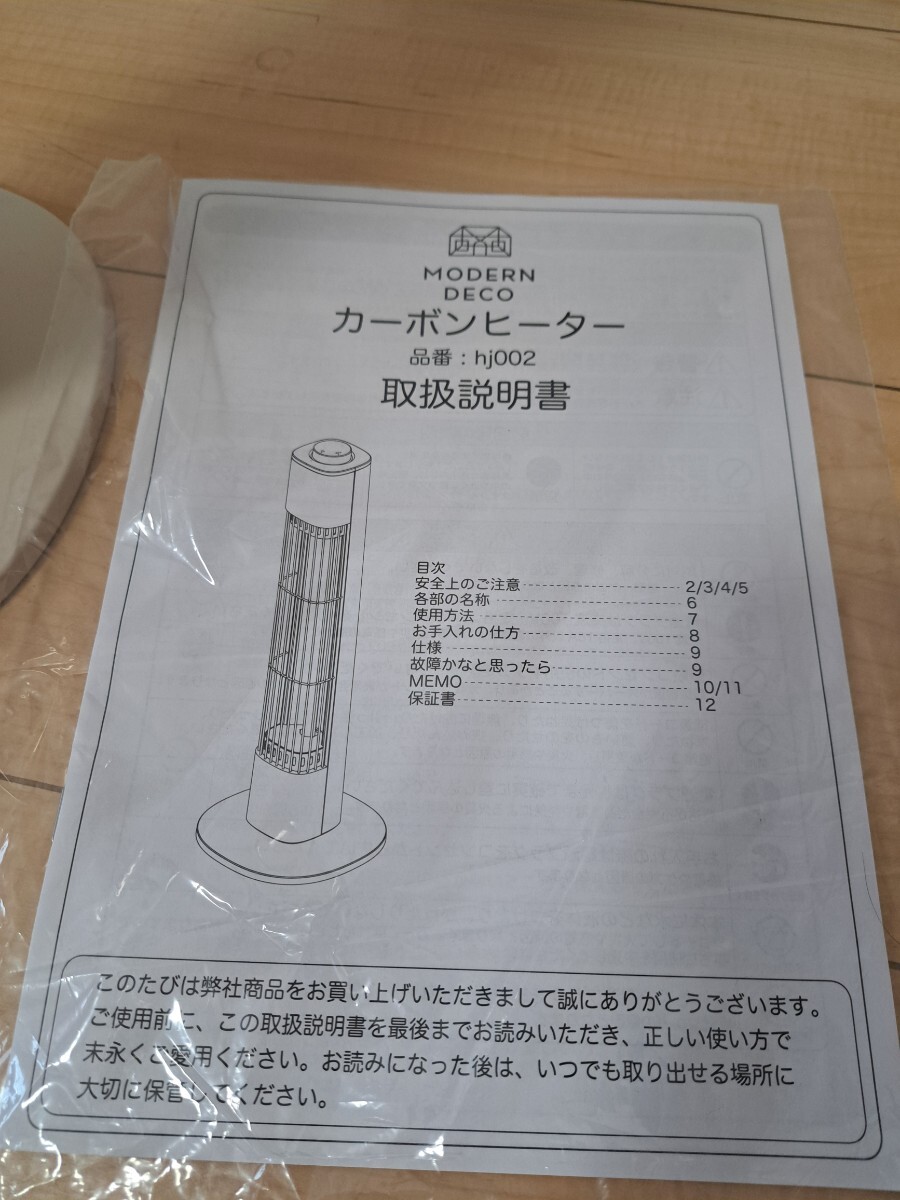 MODERN
DECO
カーボンヒーター
品番：hj002
取扱説明書
目次
安全上のご注意 2/3/4/5
各部の名称 6
使用方法 7
お手入れの仕方 8
仕様 9
故障かなと思ったら 9
MEMO 10/11
保証書 12
このたびは弊社商品をお買い上げいただきまして誠にありがとうございます。
ご使用前に、この取扱説明書を最後までお読みいただき、正しい使い方で
末永くご愛用ください。お読みになった後は、いつでも取り出せる場所に
大切に保管してください。